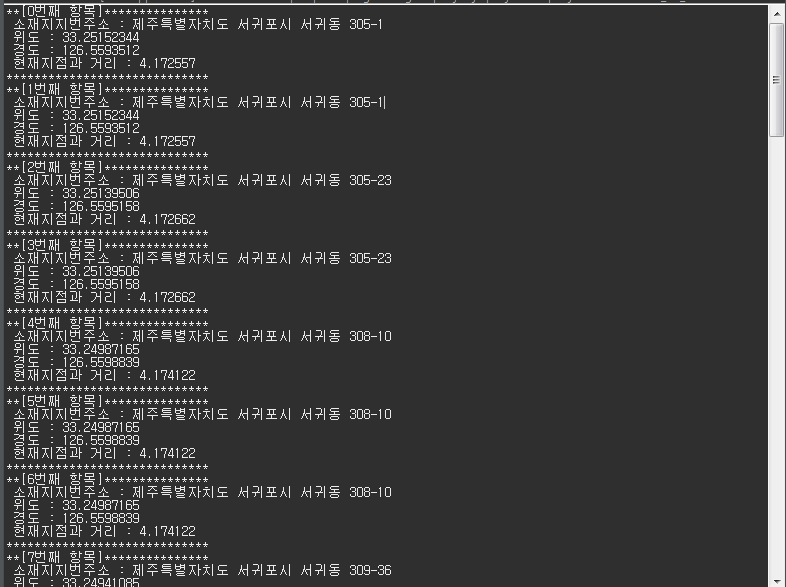 **[0번째 항목]***************
소재지지번주소 : 제주특별자치도 서귀포시 서귀동 305-1
위도 : 33.25152344
경도 : 126.5593512
현재지점과 거리 : 4.172557
*****************************
**[1번째 항목]***************
소재지지번주소 : 제주특별자치도 서귀포시 서귀동 305-1
위도 : 33.25152344
경도 : 126.5593512
현재지점과 거리 : 4.172557
*****************************
**[2번째 항목]***************
소재지지번주소 : 제주특별자치도 서귀포시 서귀동 305-23
위도 : 33.25139506
경도 : 126.5595158
현재지점과 거리 : 4.172662
*****************************
**[3번째 항목]***************
소재지지번주소 : 제주특별자치도 서귀포시 서귀동 305-23
위도 : 33.25139506
경도 : 126.5595158
현재지점과 거리 : 4.172662
*****************************
**[4번째 항목]***************
소재지지번주소 : 제주특별자치도 서귀포시 서귀동 308-10
위도 : 33.24987165
경도 : 126.5598839
현재지점과 거리 : 4.174122
*****************************
**[5번째 항목]***************
소재지지번주소 : 제주특별자치도 서귀포시 서귀동 308-10
위도 : 33.24987165
경도 : 126.5598839
현재지점과 거리 : 4.174122
*****************************
**[6번째 항목]***************
소재지지번주소 : 제주특별자치도 서귀포시 서귀동 308-10
위도 : 33.24987165
경도 : 126.5598839
현재지점과 거리 : 4.174122
*****************************
**[7번째 항목]***************
소재지지번주소 : 제주특별자치도 서귀포시 서귀동 309-36
위도 : 33.24941085